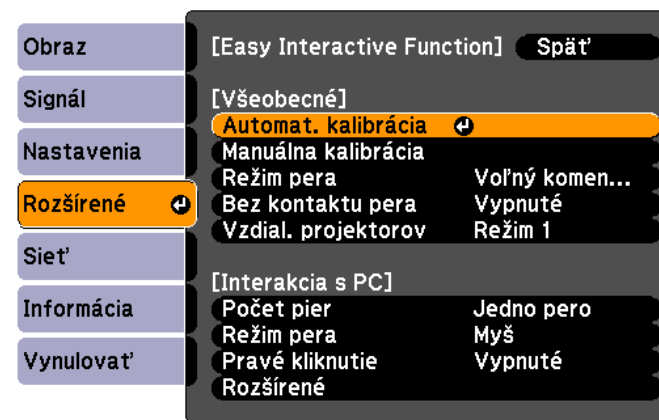 Obraz
Signál
Nastavenia
Rozšírené
Sieť
Informácia
Vynulovať
[Easy Interactive Function] Späť
[Všeobecné]
Automat. kalibrácia
Manuálna kalibrácia
Režim pera Voľný komen...
Bez kontaktu pera Vypnuté
Vzdial. projektorov Režim 1
[Interakcia s PC]
Počet pier Jedno pero
Režim pera Myš
Pravé kliknutie Vypnuté
Rozšírené